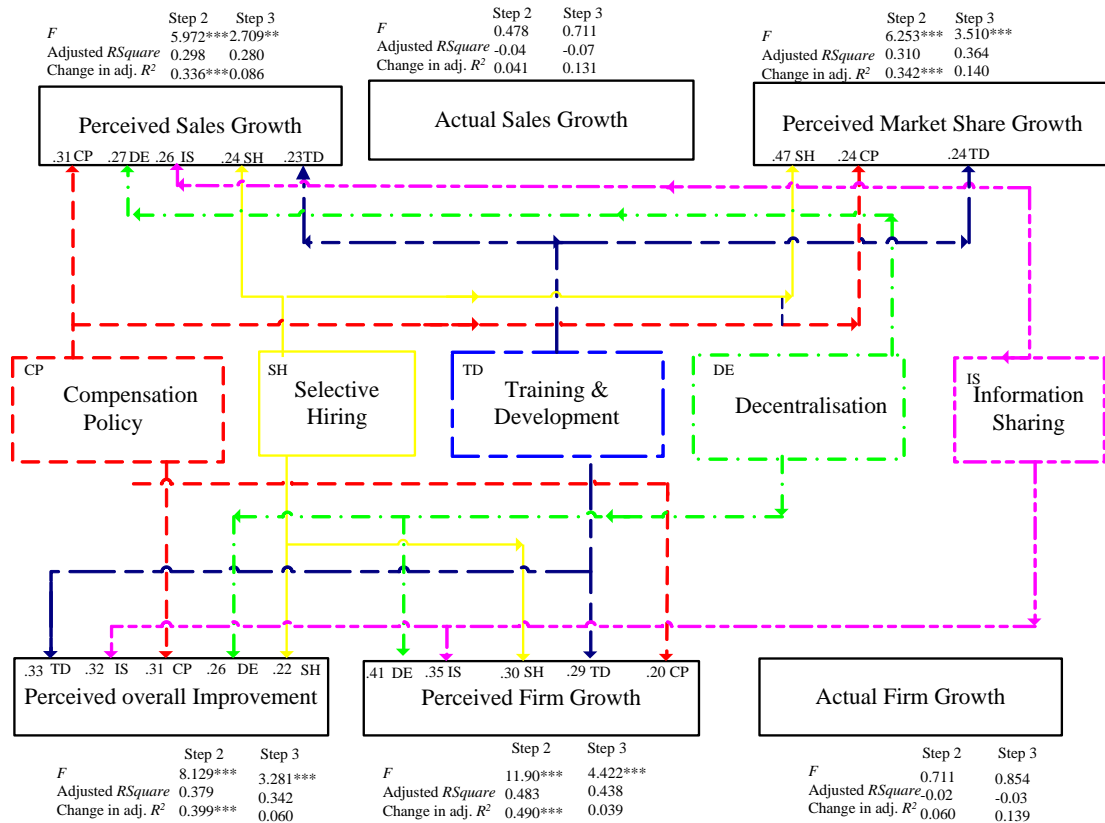 Step 2 Step 3
F 5.972*** 2.709**
Adjusted RSquare 0.298 0.280
Change in adj. R² 0.336*** 0.086
Step 2 Step 3
F 0.478 0.711
Adjusted RSquare -0.04 -0.07
Change in adj. R² 0.041 0.131
Step 2 Step 3
F 6.253*** 3.510***
Adjusted RSquare 0.310 0.364
Change in adj. R² 0.342*** 0.140
Perceived Sales Growth
.31 CP .27 DE .26 IS .24 SH .23 TD
Actual Sales Growth
Perceived Market Share Growth
.47 SH .24 CP .24 TD
CP
Compensation
Policy
SH
Selective
Hiring
TD
Training &
Development
DE
Decentralisation
IS
Information
Sharing
.33 TD .32 IS .31 CP .26 DE .22 SH
Perceived overall Improvement
.41 DE .35 IS .30 SH .29 TD .20 CP
Perceived Firm Growth
Actual Firm Growth
Step 2 Step 3
F 8.129*** 3.281***
Adjusted RSquare 0.379 0.342
Change in adj. R² 0.399*** 0.060
Step 2 Step 3
F 11.90*** 4.422***
Adjusted RSquare 0.483 0.438
Change in adj. R² 0.490*** 0.039
Step 2 Step 3
F 0.711 0.854
Adjusted RSquare -0.02 -0.03
Change in adj. R² 0.060 0.139